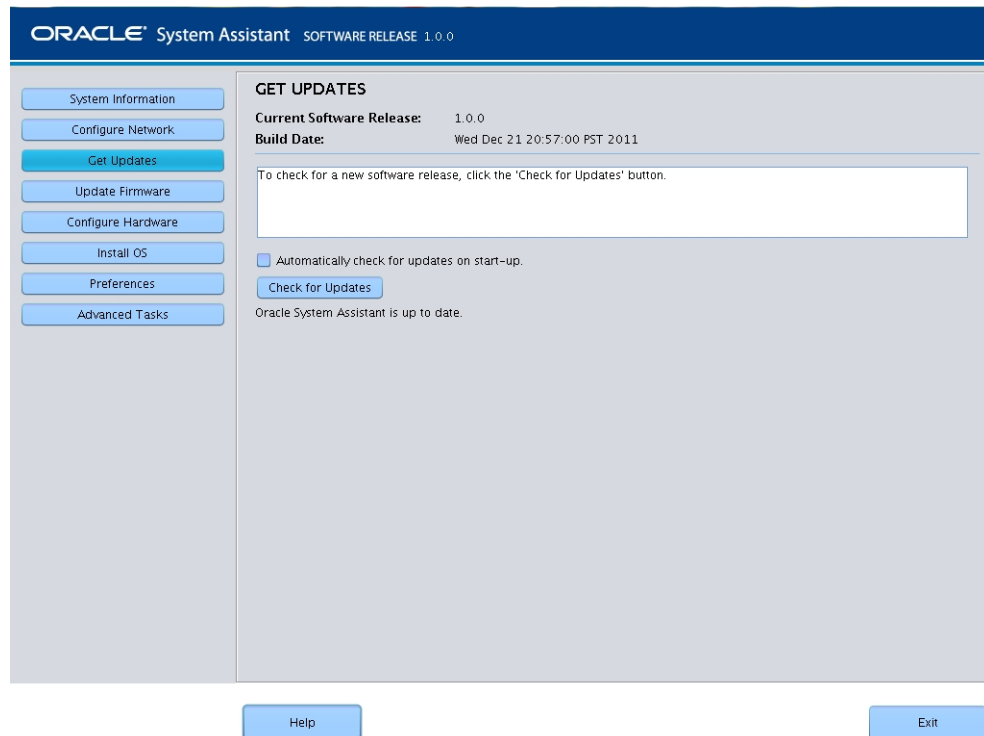 ORACLE System Assistant SOFTWARE RELEASE 1.0.0
System Information
Configure Network
Get Updates
Update Firmware
Configure Hardware
Install OS
Preferences
Advanced Tasks
GET UPDATES
Current Software Release: 1.0.0
Build Date: Wed Dec 21 20:57:00 PST 2011
To check for a new software release, click the 'Check for Updates' button.
Automatically check for updates on start-up.
Check for Updates
Oracle System Assistant is up to date.
Help
Exit